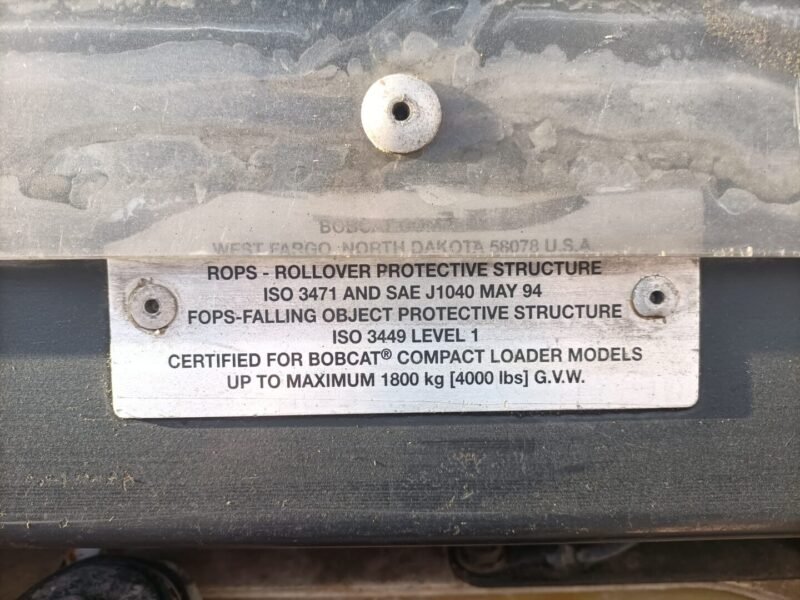 BOBCAT COMPANY
WEST FARGO, NORTH DAKOTA 58078 U.S.A.
ROPS - ROLLOVER PROTECTIVE STRUCTURE
ISO 3471 AND SAE J1040 MAY 94
FOPS-FALLING OBJECT PROTECTIVE STRUCTURE
ISO 3449 LEVEL 1
CERTIFIED FOR BOBCAT® COMPACT LOADER MODELS
UP TO MAXIMUM 1800 kg [4000 lbs] G.V.W.